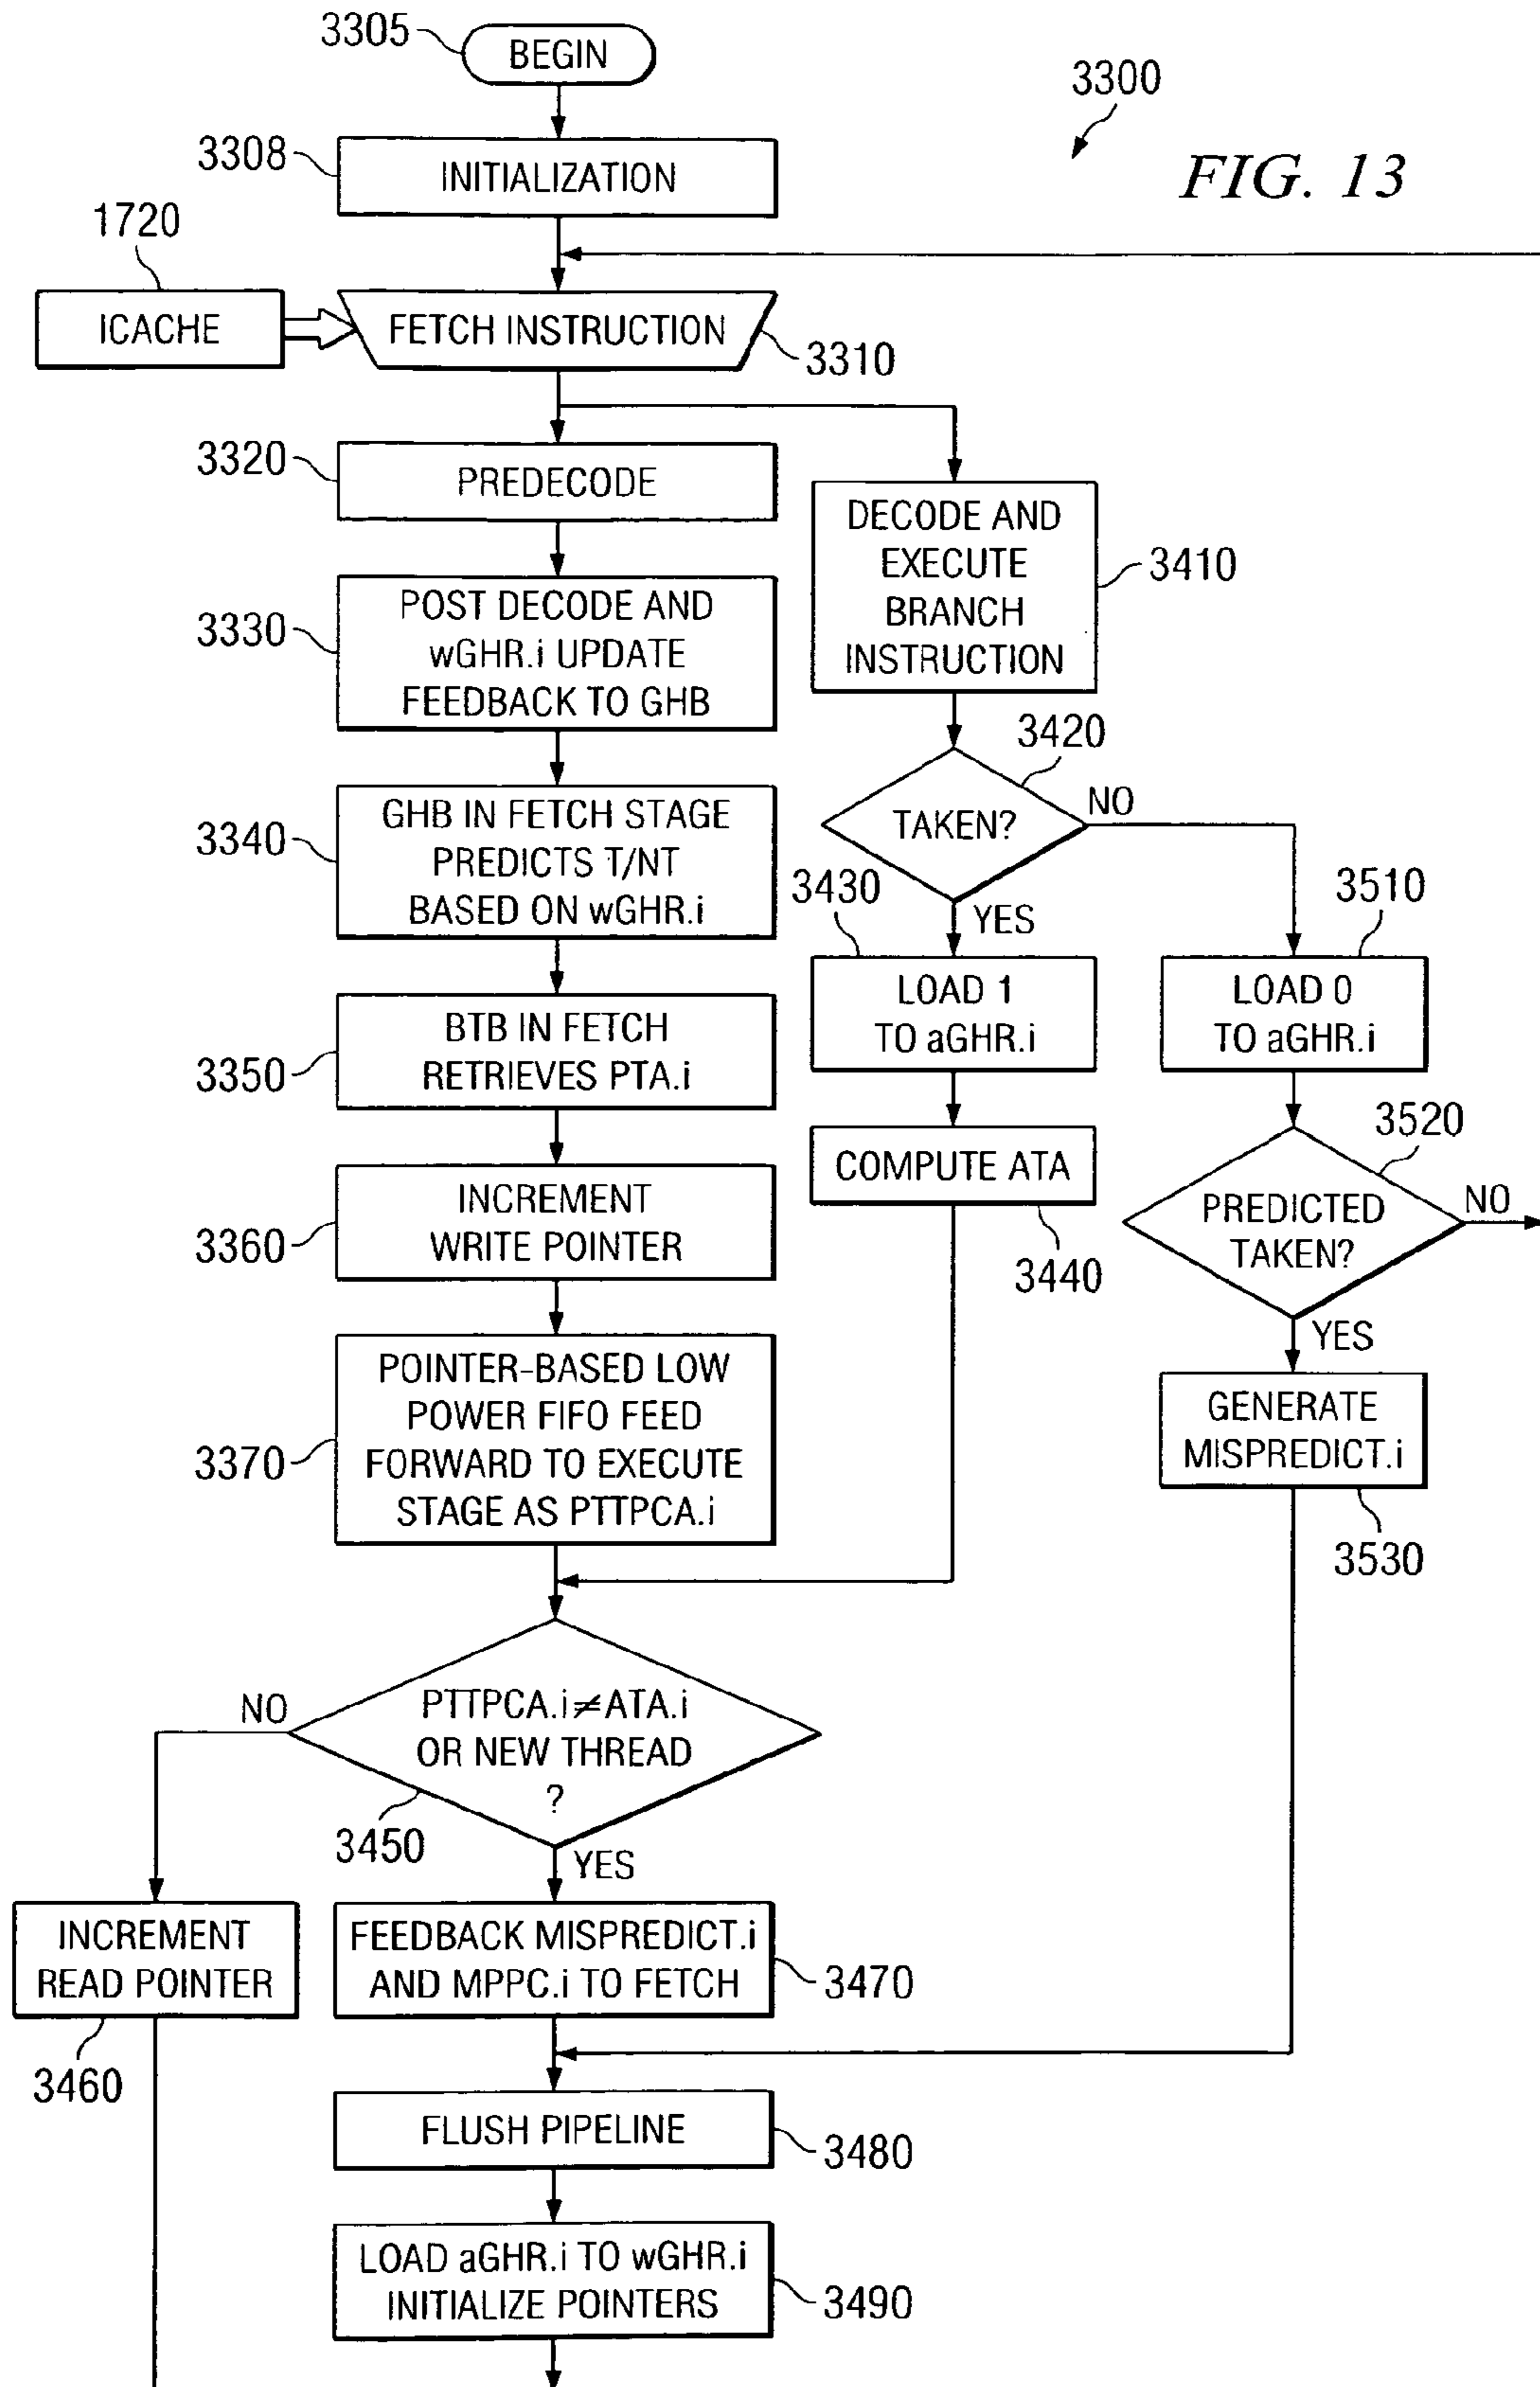 3305
BEGIN
3300
FIG. 13
3308
INITIALIZATION
1720
ICACHE
FETCH INSTRUCTION
3310
3320
PREDECODE
DECODE AND
EXECUTE
BRANCH
INSTRUCTION
3410
3330
POST DECODE AND
wGHR.i UPDATE
FEEDBACK TO GHB
3420
TAKEN?
NO
YES
3340
GHB IN FETCH STAGE
PREDICTS T/NT
BASED ON wGHR.i
3430
LOAD 1
TO aGHR.i
3510
LOAD 0
TO aGHR.i
3350
BTB IN FETCH
RETRIEVES PTA.i
COMPUTE ATA
3440
3520
PREDICTED
TAKEN?
NO
YES
3360
INCREMENT
WRITE POINTER
3370
POINTER-BASED LOW
POWER FIFO FEED
FORWARD TO EXECUTE
STAGE AS PTTPCA.i
GENERATE
MISPREDICT.i
3530
NO
PTTPCA.i≠ATA.i
OR NEW THREAD
?
3450
YES
INCREMENT
READ POINTER
3460
FEEDBACK MISPREDICT.i
AND MPPC.i TO FETCH
3470
FLUSH PIPELINE
3480
LOAD aGHR.i TO wGHR.i
INITIALIZE POINTERS
3490